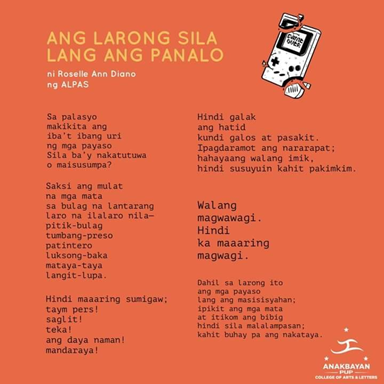 ANG LARONG SILA
LANG ANG PANALO
ni Roselle Ann Diano
ng ALPAS
GAME OVER
Sa palasyo
makikita ang
iba't ibang uri
ng mga payaso
Sila ba'y nakatutuwa
o maisusumpa?
Saksi ang mulat
na mga mata
sa bulag na lantarang
laro na ilalaro nila—
pitik-bulag
tumbang-preso
patintero
luksong-baka
mataya-taya
langit-lupa.
Hindi maaaring sumigaw;
taym pers!
saglit!
teka!
ang daya naman!
mandaraya!
Hindi galak
ang hatid
kundi galos at pasakit.
Ipagdaramot ang nararapat;
hahayaang walang imik,
hindi susuyuin kahit pakimkim.
Walang
magwawagi.
Hindi
ka maaaring
magwagi.
Dahil sa larong ito
ang mga payaso
lang ang masisisyahan;
ipikit ang mga mata
at itikom ang bibig
hindi sila malalampasan;
kahit buhay pa ang nakataya.
ANAKBAYAN
PUP
COLLEGE OF ARTS & LETTERS